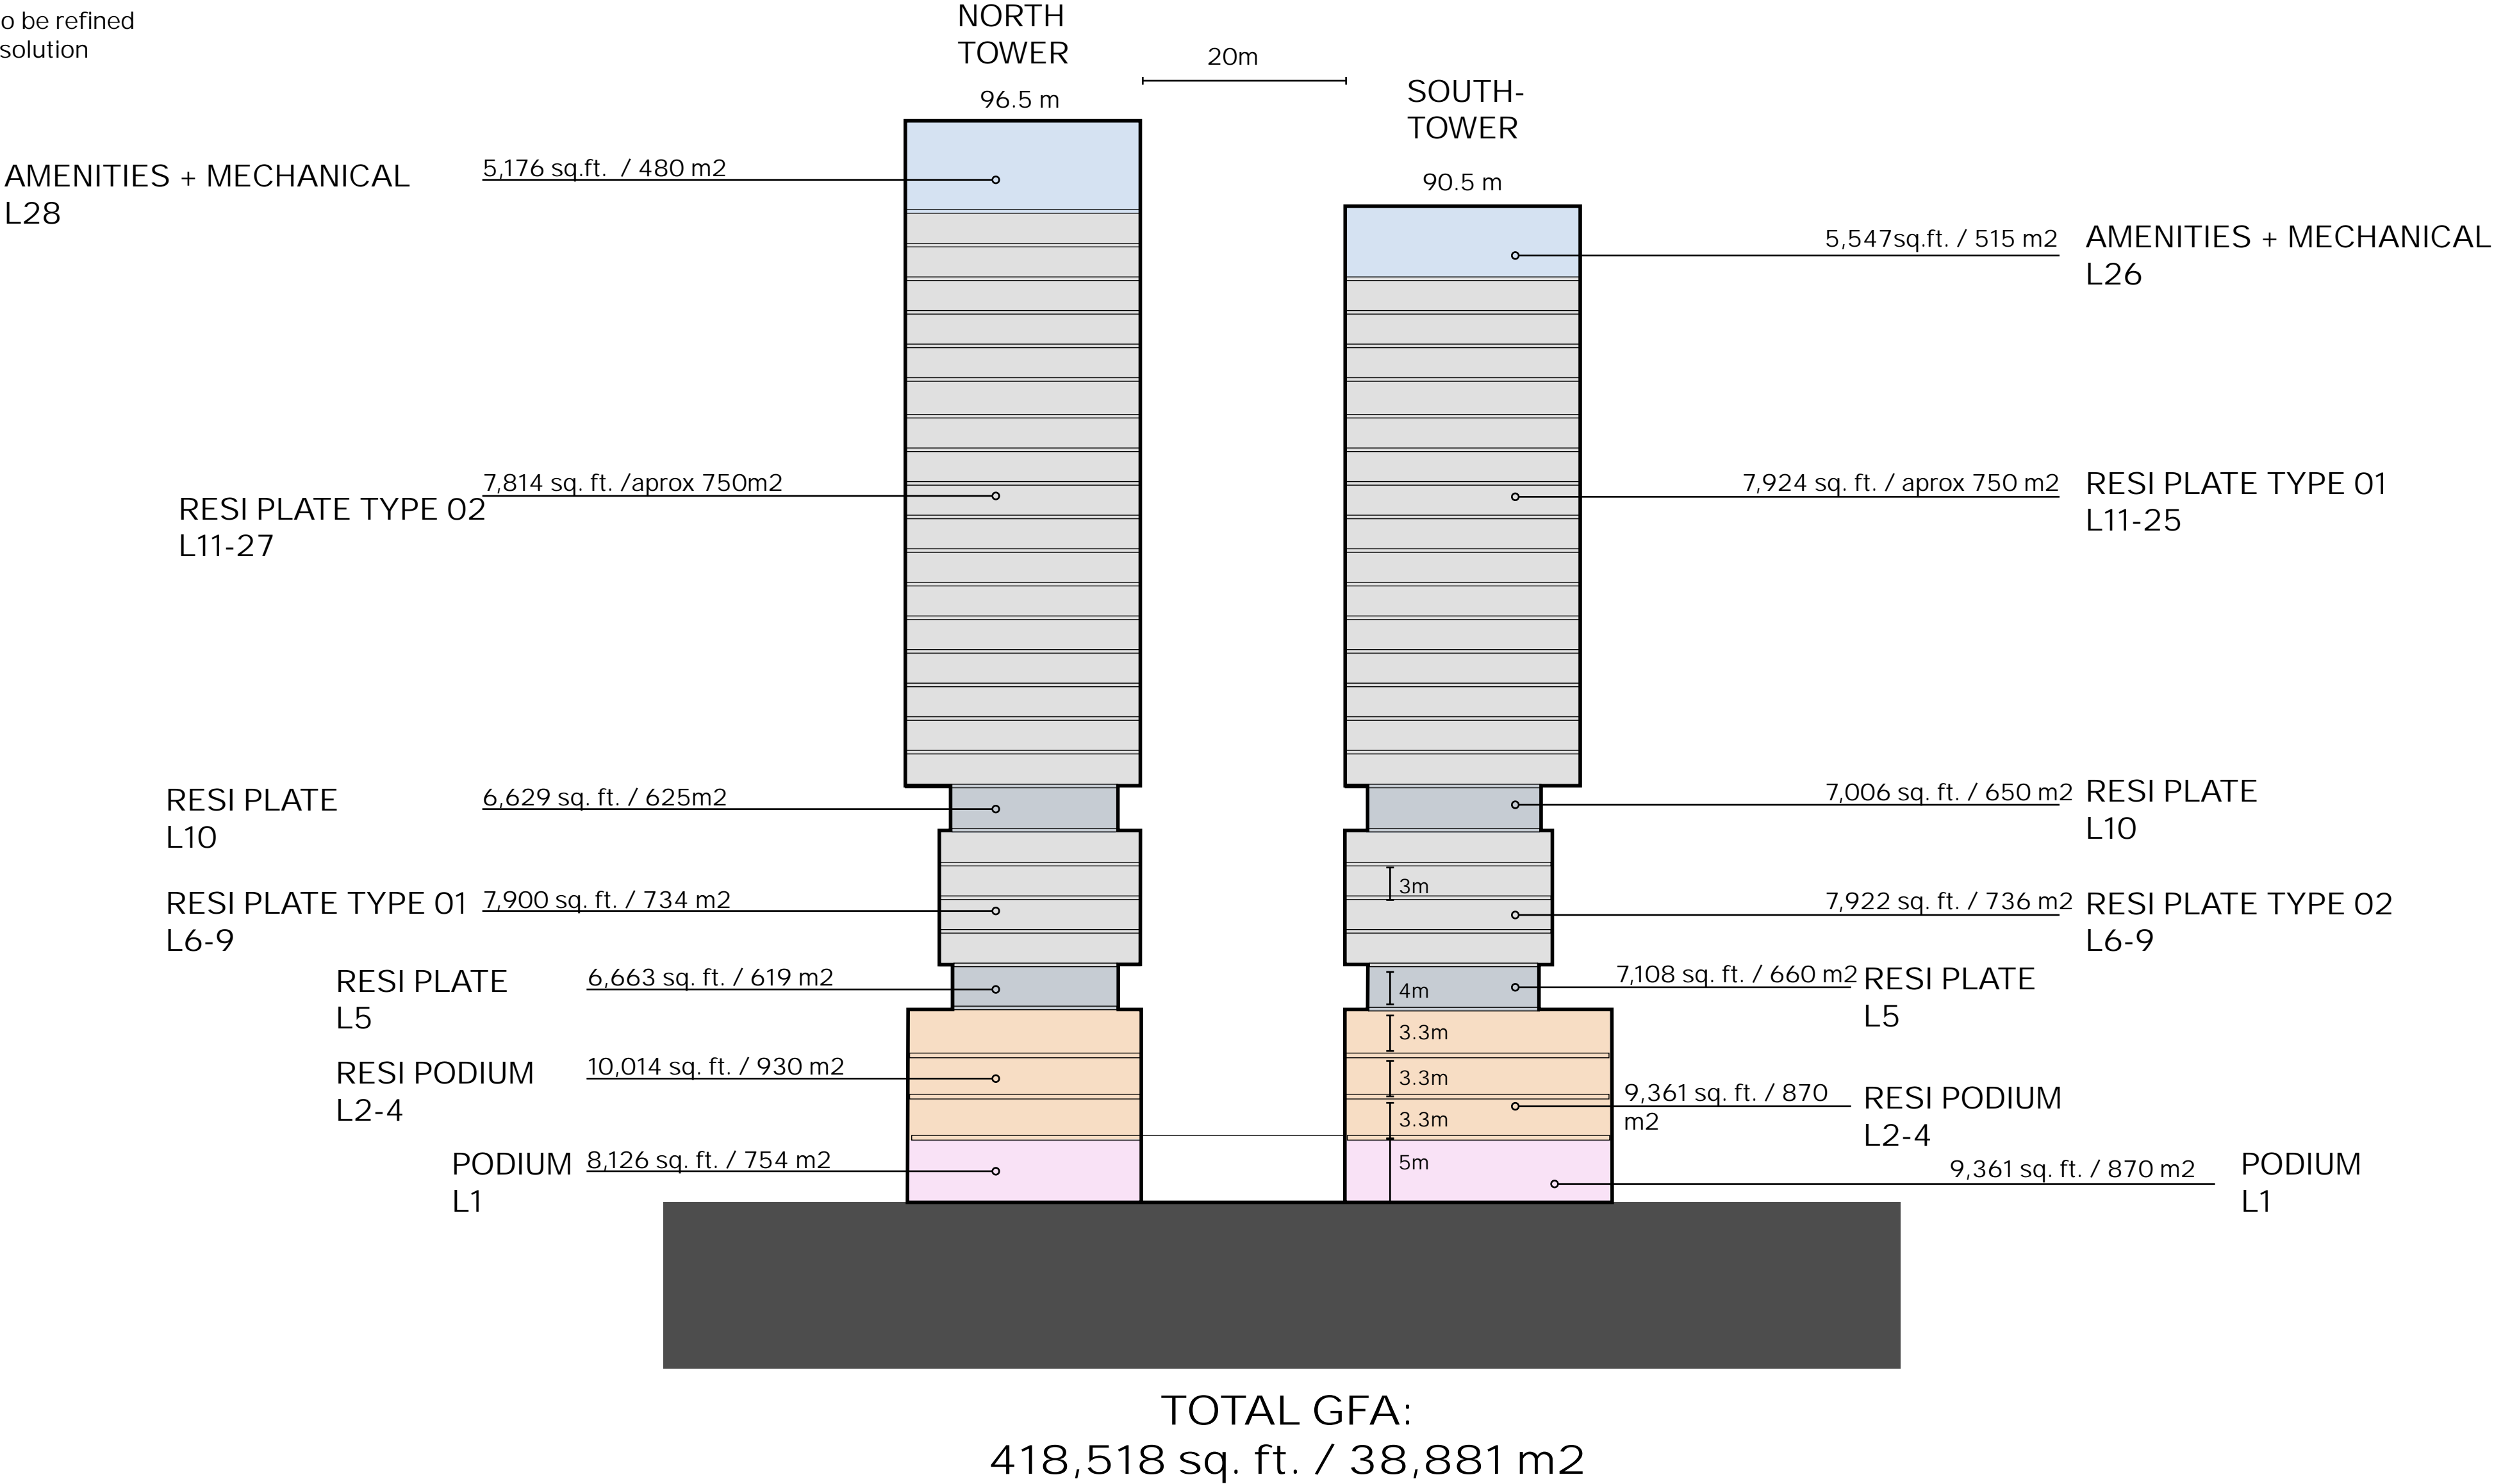 o be refined
solution
NORTH
TOWER
96.5 m
20m
SOUTH-
TOWER
90.5 m
AMENITIES + MECHANICAL
L28
5,176 sq.ft. / 480 m2
5,547sq.ft. / 515 m2
AMENITIES + MECHANICAL
L26
7,814 sq. ft. /aprox 750m2
RESI PLATE TYPE 02
L11-27
7,924 sq. ft. / aprox 750 m2
RESI PLATE TYPE 01
L11-25
RESI PLATE
L10
6,629 sq. ft. / 625m2
7,006 sq. ft. / 650 m2
RESI PLATE
L10
RESI PLATE TYPE 01
L6-9
7,900 sq. ft. / 734 m2
3m
7,922 sq. ft. / 736 m2
RESI PLATE TYPE 02
L6-9
RESI PLATE
L5
6,663 sq. ft. / 619 m2
4m
7,108 sq. ft. / 660 m2
RESI PLATE
L5
3.3m
RESI PODIUM
L2-4
10,014 sq. ft. / 930 m2
3.3m
3.3m
9,361 sq. ft. / 870
m2
RESI PODIUM
L2-4
PODIUM
L1
8,126 sq. ft. / 754 m2
5m
9,361 sq. ft. / 870 m2
PODIUM
L1
TOTAL GFA:
418,518 sq. ft. / 38,881 m2